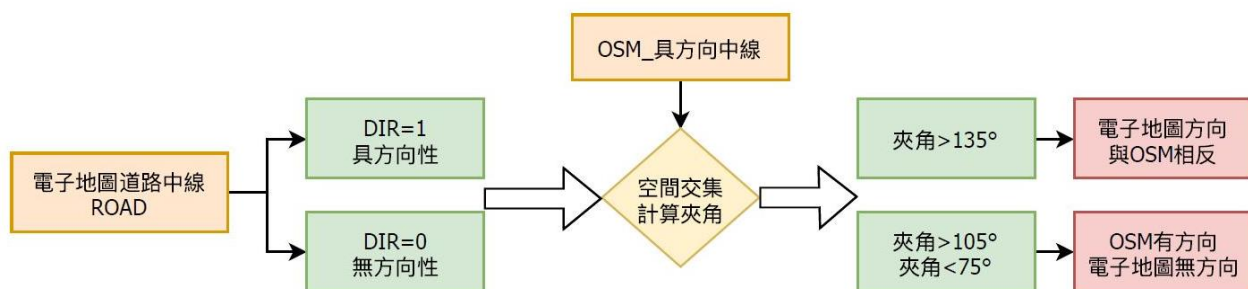 OSM_具方向中線
DIR=1
具方向性
夾角>135°
電子地圖方向
與OSM相反
電子地圖道路中線
ROAD
空間交集
計算夾角
DIR=0
無方向性
夾角>105°
夾角<75°
OSM有方向
電子地圖無方向